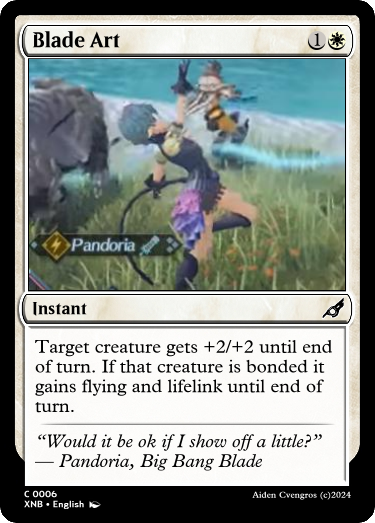 Blade Art 1
Pandoria
Instant
Target creature gets +2/+2 until end
of turn. If that creature is bonded it
gains flying and lifelink until end of
turn.
“Would it be ok if I show off a little?”
— Pandoria, Big Bang Blade
C 0006
XNB • English Aiden Cvengros (c)2024